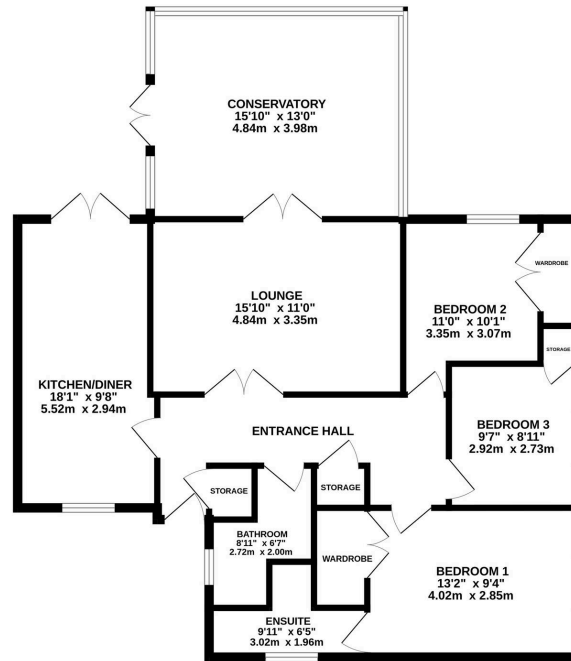 CONSERVATORY
15'10" x 13'0"
4.84m x 3.98m
WARDROBE
LOUNGE
15'10" x 11'0"
4.84m x 3.35m
BEDROOM 2
11'0" x 10'1"
3.35m x 3.07m
STORAGE
KITCHEN/DINER
18'1" x 9'8"
5.52m x 2.94m
BEDROOM 3
9'7" x 8'11"
2.92m x 2.73m
ENTRANCE HALL
STORAGE
STORAGE
BATHROOM
8'11" x 6'7"
2.72m x 2.00m
WARDROBE
BEDROOM 1
13'2" x 9'4"
4.02m x 2.85m
ENSUITE
9'11" x 6'5"
3.02m x 1.96m